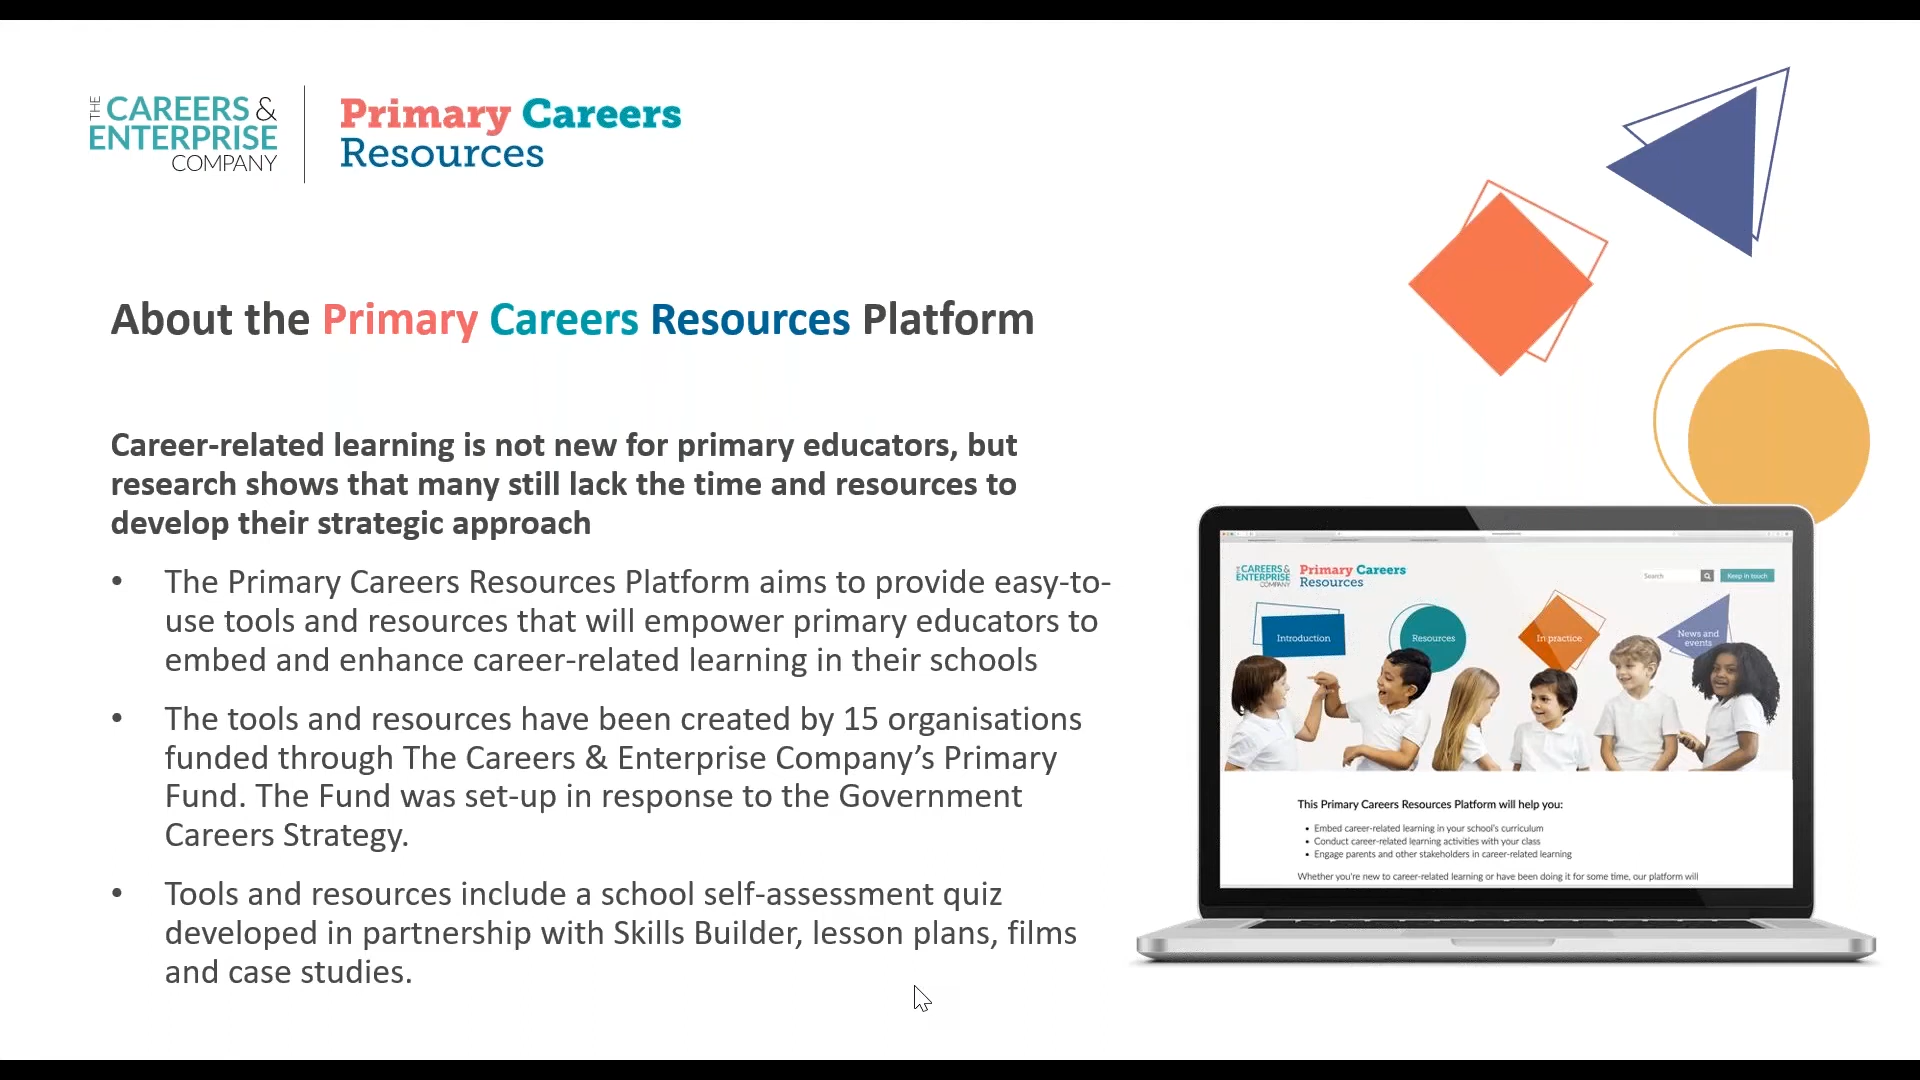 THE CAREERS &
ENTERPRISE
COMPANY
Primary Careers
Resources
About the Primary Careers Resources Platform
Career-related learning is not new for primary educators, but
research shows that many still lack the time and resources to
develop their strategic approach
• The Primary Careers Resources Platform aims to provide easy-to-
use tools and resources that will empower primary educators to
embed and enhance career-related learning in their schools
• The tools and resources have been created by 15 organisations
funded through The Careers & Enterprise Company’s Primary
Fund. The Fund was set-up in response to the Government
Careers Strategy.
• Tools and resources include a school self-assessment quiz
developed in partnership with Skills Builder, lesson plans, films
and case studies.
THE CAREERS &
ENTERPRISE
COMPANY
Primary Careers
Resources
Search
Keep in touch
Introduction
Resources
In practice
News and
events
This Primary Careers Resources Platform will help you:
• Embed career-related learning in your school's curriculum
• Conduct career-related learning activities with your class
• Engage parents and other stakeholders in career-related learning
Whether you're new to career-related learning or have been doing it for some time, our platform will